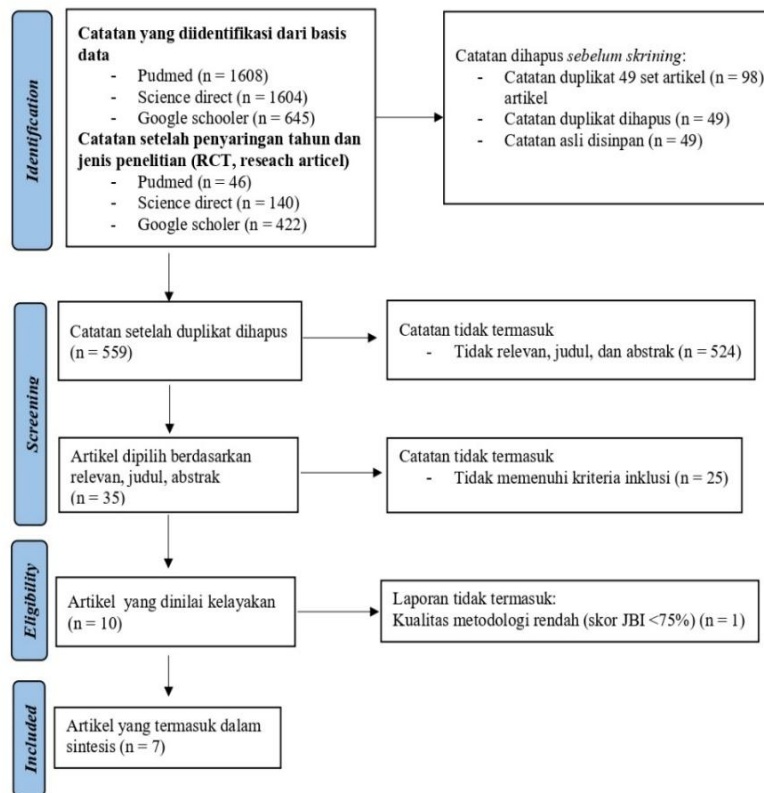 Identification
Catatan yang diidentifikasi dari basis
data
- Pudmed (n = 1608)
- Science direct (n = 1604)
- Google schooler (n = 645)
Catatan setelah penyaringan tahun dan
jenis penelitian (RCT, reseach articel)
- Pudmed (n = 46)
- Science direct (n = 140)
- Google scholer (n = 422)
Catatan dihapus sebelum skrining:
- Catatan duplikat 49 set artikel (n = 98)
artikel
- Catatan duplikat dihapus (n = 49)
- Catatan asli disinpan (n = 49)
Screening
Catatan setelah duplikat dihapus
(n = 559)
Catatan tidak termasuk
- Tidak relevan, judul, dan abstrak (n = 524)
Artikel dipilih berdasarkan
relevan, judul, abstrak
(n = 35)
Catatan tidak termasuk
- Tidak memenuhi kriteria inklusi (n = 25)
Eligibility
Artikel yang dinilai kelayakan
(n = 10)
Laporan tidak termasuk:
Kualitas metodologi rendah (skor JBI <75%) (n = 1)
Included
Artikel yang termasuk dalam
sintesis (n = 7)